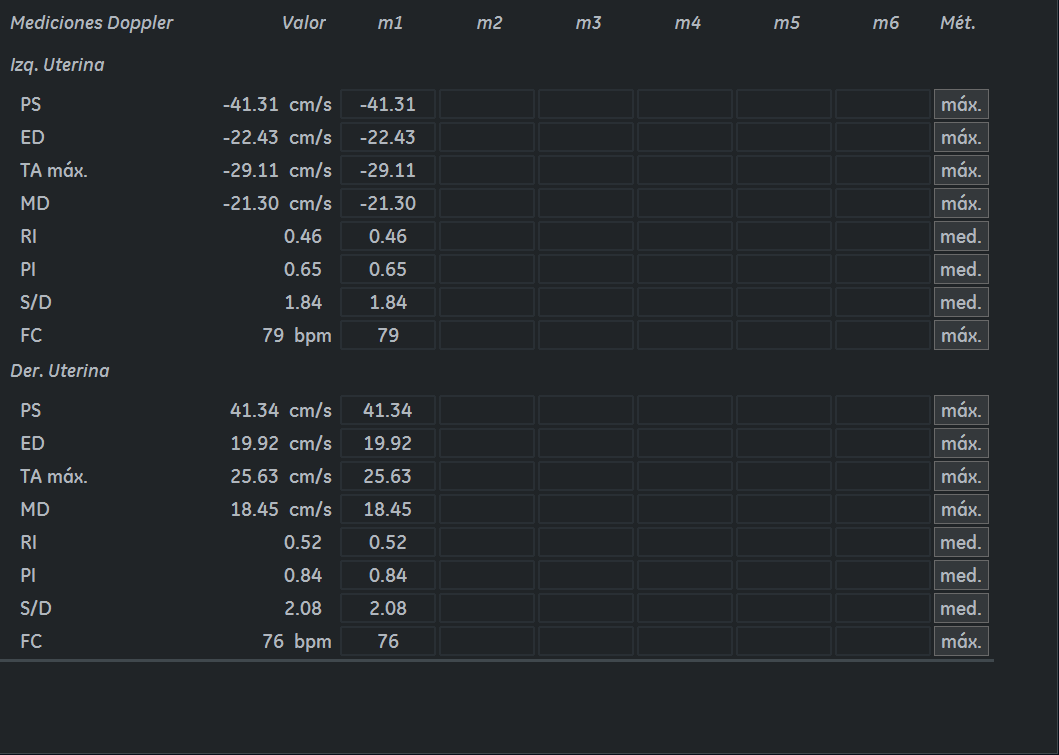 Mediciones Doppler Valor m1 m2 m3 m4 m5 m6 Mét.
Izq. Uterina
PS -41.31 cm/s -41.31 máx.
ED -22.43 cm/s -22.43 máx.
TA máx. -29.11 cm/s -29.11 máx.
MD -21.30 cm/s -21.30 máx.
RI 0.46 0.46 med.
PI 0.65 0.65 med.
S/D 1.84 1.84 med.
FC 79 bpm 79 máx.
Der. Uterina
PS 41.34 cm/s 41.34 máx.
ED 19.92 cm/s 19.92 máx.
TA máx. 25.63 cm/s 25.63 máx.
MD 18.45 cm/s 18.45 máx.
RI 0.52 0.52 med.
PI 0.84 0.84 med.
S/D 2.08 2.08 med.
FC 76 bpm 76 máx.